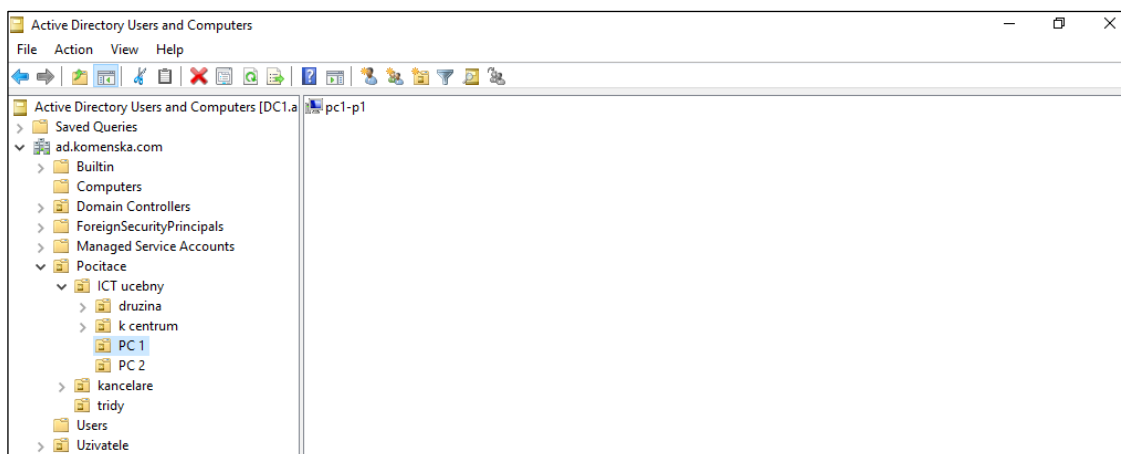 Active Directory Users and Computers
File Action View Help
Active Directory Users and Computers [DC1.a
pc1-p1
Saved Queries
ad.komenska.com
Builtin
Computers
Domain Controllers
ForeignSecurityPrincipals
Managed Service Accounts
Pocitace
ICT ucebny
druzina
k centrum
PC 1
PC 2
kancelare
tridy
Users
Uzivatele